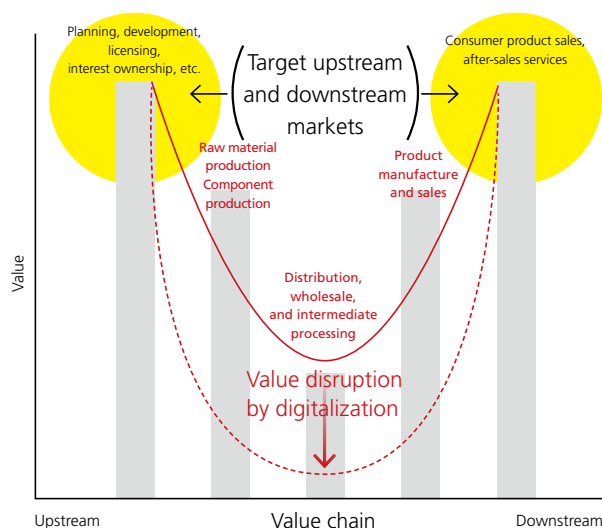 Planning, development,
licensing,
interest ownership, etc.
Target upstream
and downstream
markets
Consumer product sales,
after-sales services
Raw material
production
Component
production
Product
manufacture
and sales
Distribution,
wholesale,
and intermediate
processing
Value disruption
by digitalization
Value
Upstream
Value chain
Downstream